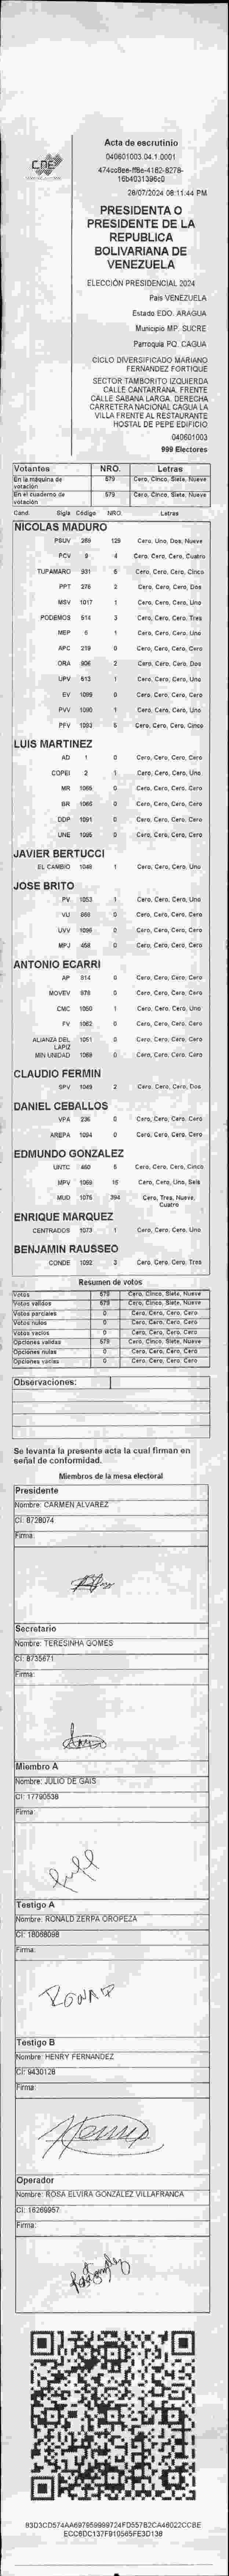 CNE
Acta de escrutinio
040601003.04.1.0001
28/07/2024 08:11:44 PM
PRESIDENTA O
PRESIDENTE DE LA
REPUBLICA
BOLIVARIANA DE
VENEZUELA
ELECCIÓN PRESIDENCIAL 2024
País VENEZUELA
Estado EDO. ARAGUA
Municipio MP. SUCRE
Parroquia PQ. CAGUA
CICLO DIVERSIFICADO MARIANO
FERNANDEZ FORTIQUE
SECTOR TAMBORITO IZQUIERDA
CALLE CANTARRANA. FRENTE
CALLE SABANA LARGA. DERECHA
CARRETERA NACIONAL CAGUA LA
VILLA FRENTE AL RESTAURANTE
HOSTAL DE PEPE EDIFICIO
040601003
999 Electores
Votantes NRO. Letras
En la máquina de votación 579 Cero, Cinco, Siete, Nueve
En el cuaderno de votación 579 Cero, Cinco, Siete, Nueve
Cand. Sigla Código NRO. Letras
NICOLAS MADURO
PSUV 269 129 Cero, Uno, Dos, Nueve
PCV 9 4 Cero, Cero, Cero, Cuatro
TUPAMARO 931 5 Cero, Cero, Cero, Cinco
PPT 276 2 Cero, Cero, Cero, Dos
MSV 1017 1 Cero, Cero, Cero, Uno
PODEMOS 514 3 Cero, Cero, Cero, Tres
MEP 6 1 Cero, Cero, Cero, Uno
APC 219 0 Cero, Cero, Cero, Cero
ORA 906 2 Cero, Cero, Cero, Dos
UPV 613 1 Cero, Cero, Cero, Uno
EV 1089 0 Cero, Cero, Cero, Cero
PVV 1090 1 Cero, Cero, Cero, Uno
PFV 1093 5 Cero, Cero, Cero, Cinco
LUIS MARTINEZ
AD 1 0 Cero, Cero, Cero, Cero
COPEI 2 1 Cero, Cero, Cero, Uno
MR 1065 0 Cero, Cero, Cero, Cero
BR 1066 0 Cero, Cero, Cero, Cero
DDP 1091 0 Cero, Cero, Cero, Cero
UNE 1095 0 Cero, Cero, Cero, Cero
JAVIER BERTUCCI
EL CAMBIO 1048 1 Cero, Cero, Cero, Uno
JOSE BRITO
PV 1053 1 Cero, Cero, Cero, Uno
VU 868 0 Cero, Cero, Cero, Cero
UVV 1096 0 Cero, Cero, Cero, Cero
MPJ 458 0 Cero, Cero, Cero, Cero
ANTONIO ECARRI
AP 814 0 Cero, Cero, Cero, Cero
MOVEV 978 0 Cero, Cero, Cero, Cero
CMC 1050 1 Cero, Cero, Cero, Uno
FV 1062 0 Cero, Cero, Cero, Cero
ALIANZA DEL LAPIZ 1051 0 Cero, Cero, Cero, Cero
MIN UNIDAD 1069 0 Cero, Cero, Cero, Cero
CLAUDIO FERMIN
SPV 1049 2 Cero, Cero, Cero, Dos
DANIEL CEBALLOS
VPA 236 0 Cero, Cero, Cero, Cero
AREPA 1094 0 Cero, Cero, Cero, Cero
EDMUNDO GONZALEZ
UNTC 460 5 Cero, Cero, Cero, Cinco
MPV 1069 16 Cero, Cero, Uno, Seis
MUD 1076 394 Cero, Tres, Nueve, Cuatro
ENRIQUE MARQUEZ
CENTRADOS 1073 1 Cero, Cero, Cero, Uno
BENJAMIN RAUSSEO
CONDE 1092 3 Cero, Cero, Cero, Tres
Resumen de votos
Votos 579 Cero, Cinco, Siete, Nueve
Votos validos 579 Cero, Cinco, Siete, Nueve
Votos parciales 0 Cero, Cero, Cero, Cero
Votos nulos 0 Cero, Cero, Cero, Cero
Votos vacios 0 Cero, Cero, Cero, Cero
Opciones validas 579 Cero, Cinco, Siete, Nueve
Opciones nulas 0 Cero, Cero, Cero, Cero
Opciones vacias 0 Cero, Cero, Cero, Cero
Observaciones:
Se levanta la presente acta la cual firman en
señal de conformidad.
Miembros de la mesa electoral
Presidente
Nombre: CARMEN ALVAREZ
CI: 8728074
Firma:
Secretario
Nombre: TERESINHA GOMES
CI: 8735671
Firma:
Miembro A
Nombre: JULIO DE GAIS
CI: 17790538
Firma:
Testigo A
Nombre: RONALD ZERPA OROPEZA
CI: 18088098
Firma:
Testigo B
Nombre: HENRY FERNANDEZ
CI: 9430128
Firma:
Operador
Nombre: ROSA ELVIRA GONZALEZ VILLAFRANCA
CI: 16269957
Firma: